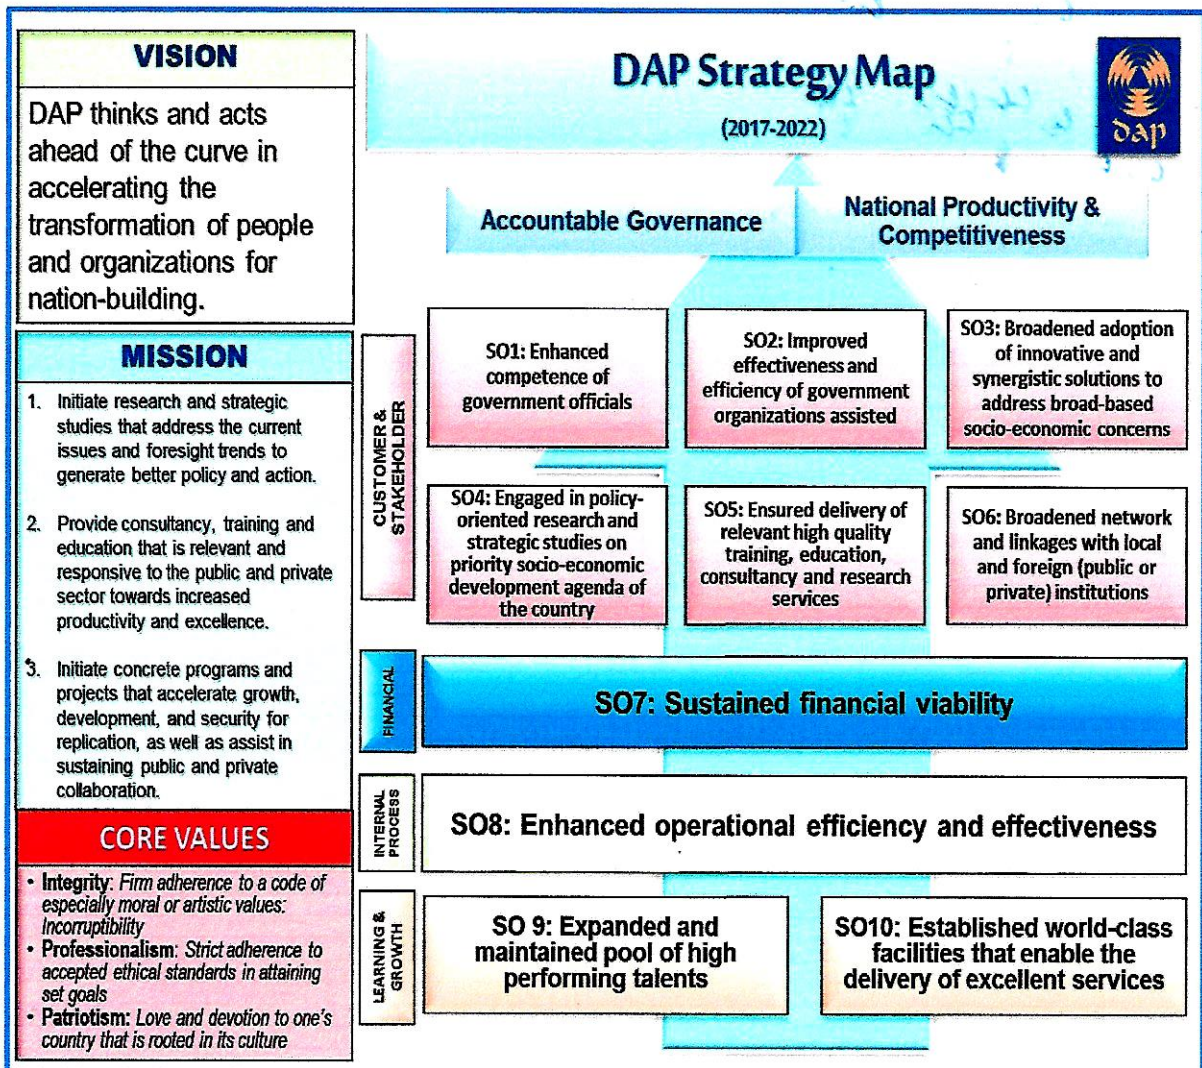 VISION
DAP thinks and acts
ahead of the curve in
accelerating the
transformation of people
and organizations for
nation-building.
MISSION
1. Initiate research and strategic
studies that address the current
issues and foresight trends to
generate better policy and action.
2. Provide consultancy, training and
education that is relevant and
responsive to the public and private
sector towards increased
productivity and excellence.
3. Initiate concrete programs and
projects that accelerate growth,
development, and security for
replication, as well as assist in
sustaining public and private
collaboration.
CORE VALUES
• Integrity: Firm adherence to a code of
especially moral or artistic values:
Incorruptibility
• Professionalism: Strict adherence to
accepted ethical standards in attaining
set goals
• Patriotism: Love and devotion to one's
country that is rooted in its culture
DAP Strategy Map
(2017-2022)
dap
Accountable Governance
National Productivity &
Competitiveness
CUSTOMER &
STAKEHOLDER
SO1: Enhanced
competence of
government officials
SO2: Improved
effectiveness and
efficiency of government
organizations assisted
SO3: Broadened adoption
of innovative and
synergistic solutions to
address broad-based
socio-economic concerns
SO4: Engaged in policy-
oriented research and
strategic studies on
priority socio-economic
development agenda of
the country
SO5: Ensured delivery of
relevant high quality
training, education,
consultancy and research
services
SO6: Broadened network
and linkages with local
and foreign (public or
private) institutions
FINANCIAL
SO7: Sustained financial viability
INTERNAL
PROCESS
SO8: Enhanced operational efficiency and effectiveness
LEARNING &
GROWTH
SO 9: Expanded and
maintained pool of high
performing talents
SO10: Established world-class
facilities that enable the
delivery of excellent services